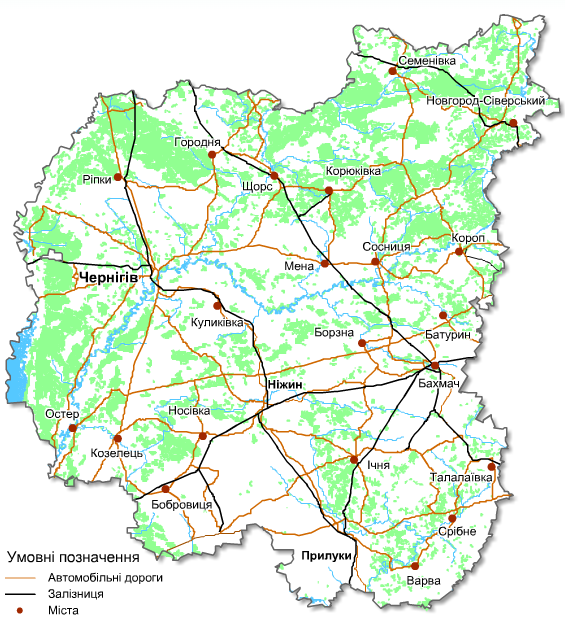 Семенівка
Новгород-Сіверський
Городня
Корюківка
Ріпки
Щорс
Короп
Сосниця
Мена
Чернігів
Куликівка
Борзна
Батурин
Ніжин
Бахмач
Остер
Носівка
Козелець
Ічня
Талалаївка
Бобровиця
Срібне
Прилуки
Варва
Умовні позначення
Автомобільні дороги
Залізниця
Міста